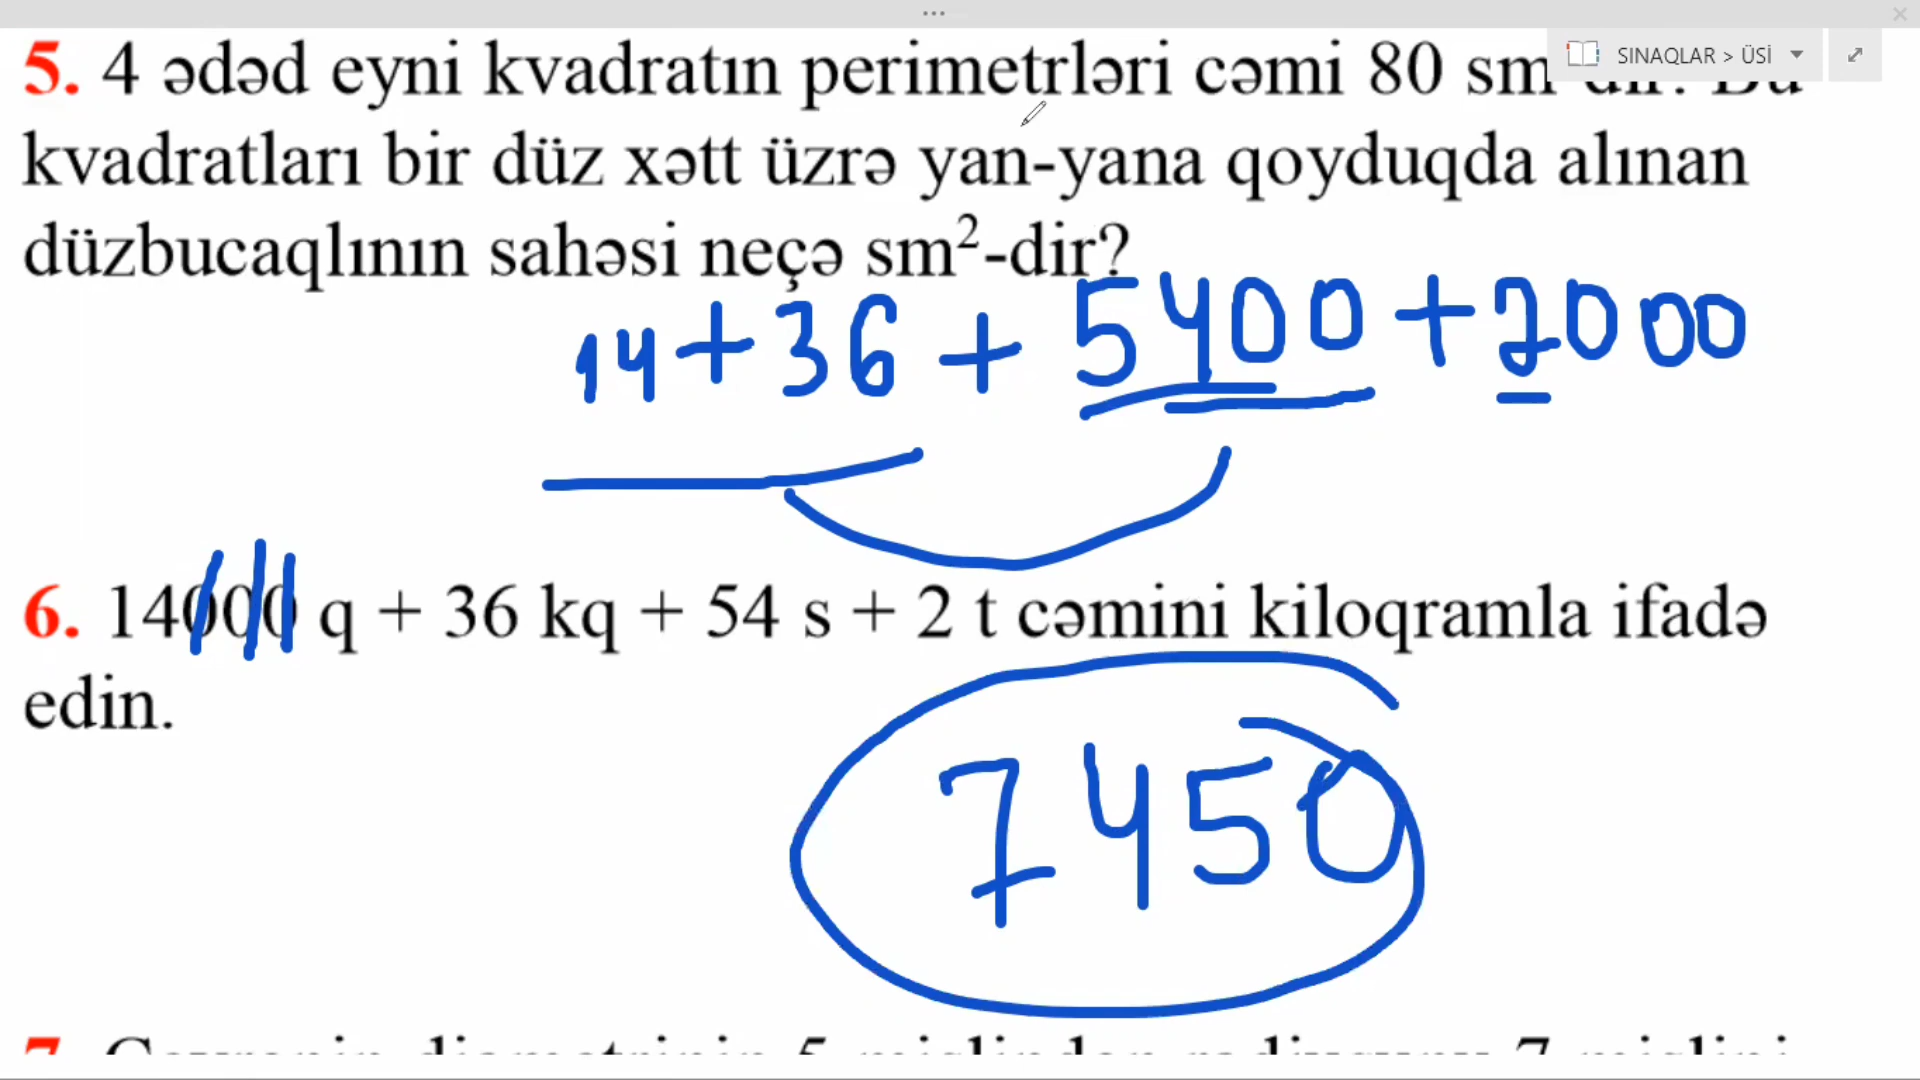 SINAQLAR > ÜSİ
5. 4 ədəd eyni kvadratın perimetrləri cəmi 80 sm-dir. Bu
kvadratları bir düz xətt üzrə yan-yana qoyduqda alınan
düzbucaqlının sahəsi neçə sm²-dir?
14+36+5400+2000
6. 14000 q + 36 kq + 54 s + 2 t cəmini kiloqramla ifadə
edin.
7450